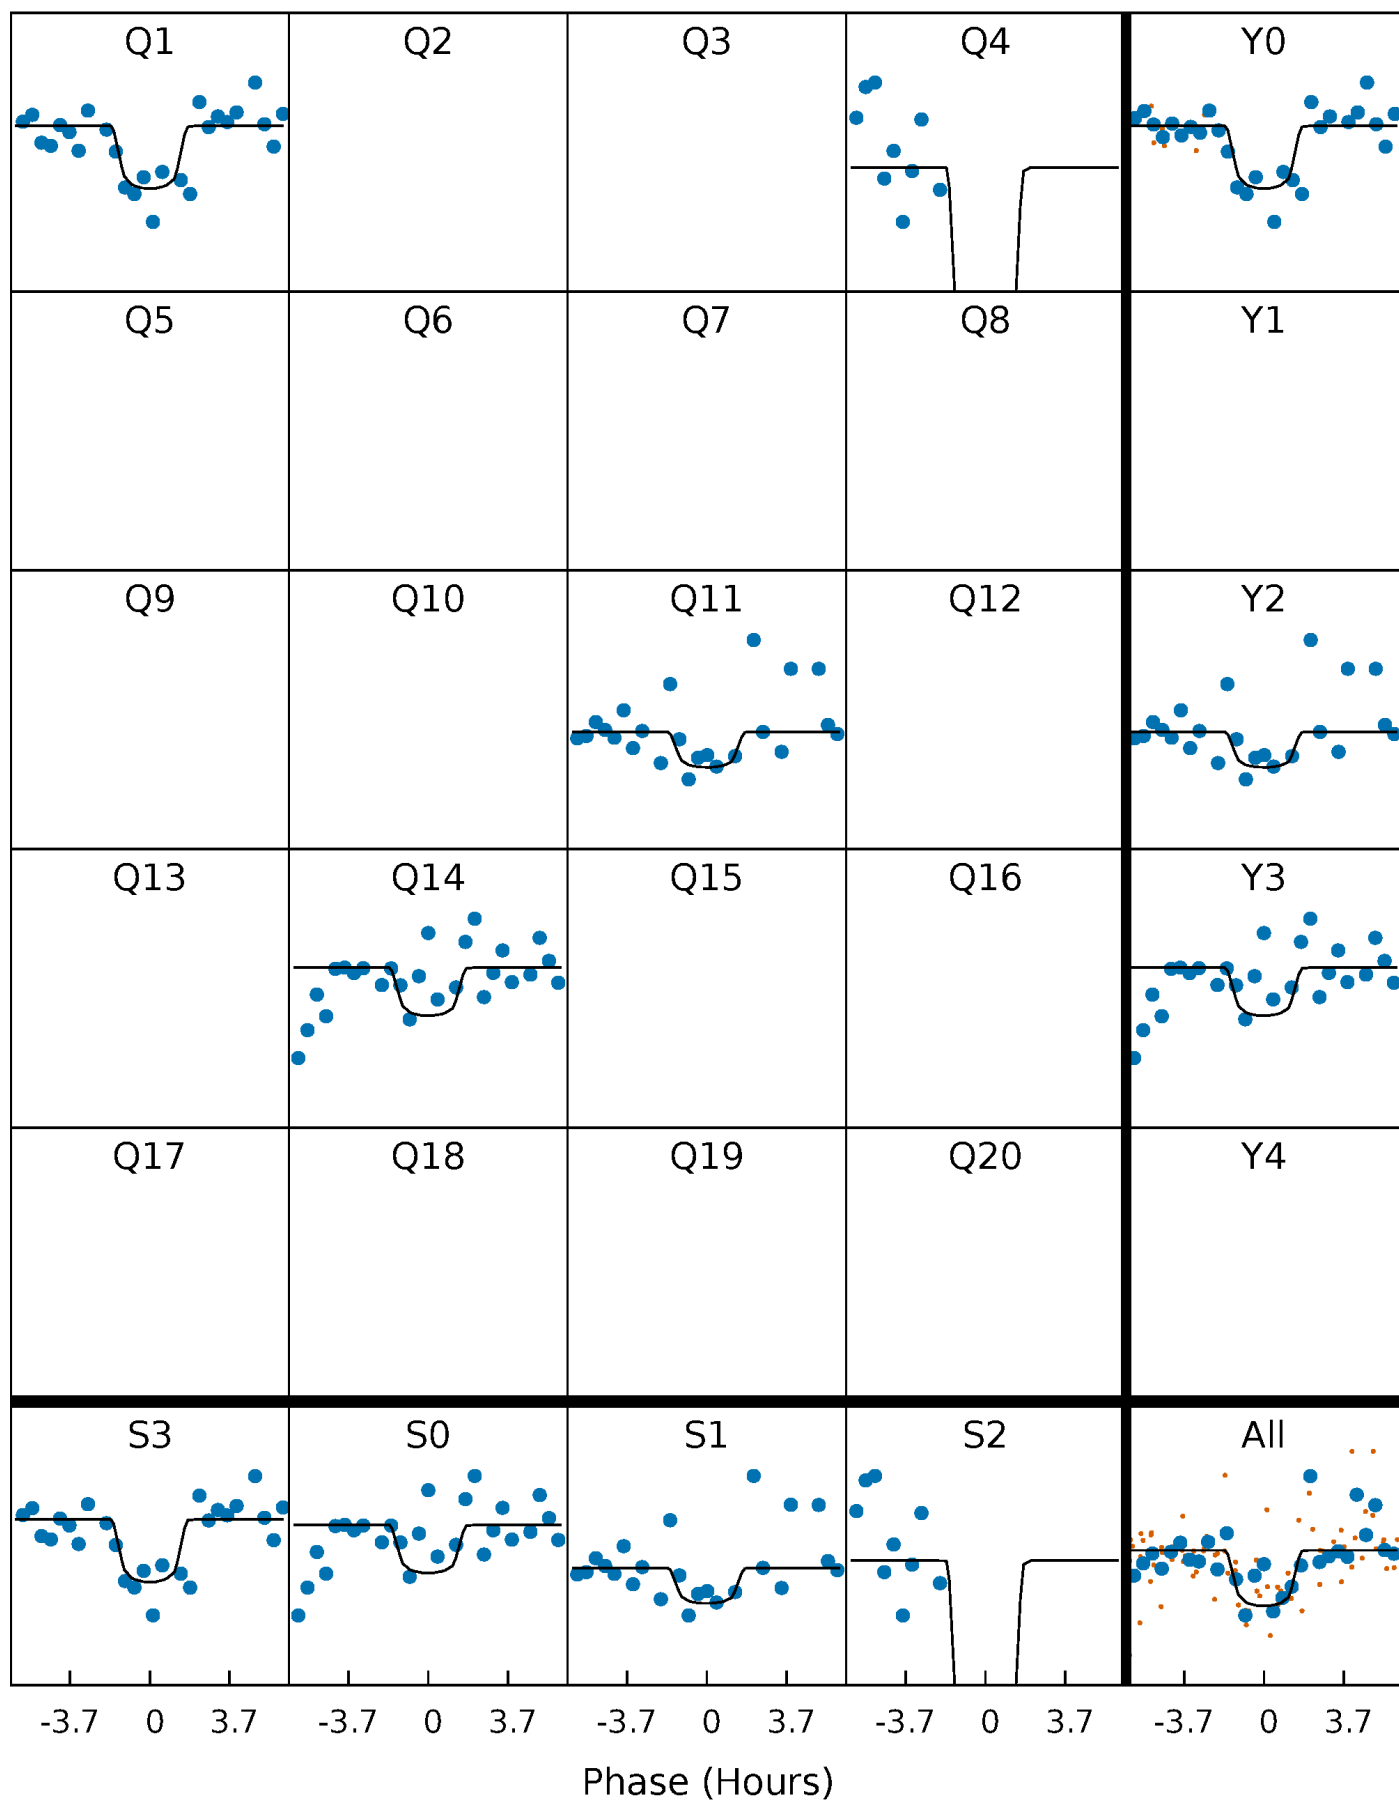 Q1 Q2 Q3 Q4 Y0
Q5 Q6 Q7 Q8 Y1
Q9 Q10 Q11 Q12 Y2
Q13 Q14 Q15 Q16 Y3
Q17 Q18 Q19 Q20 Y4
S3 S0 S1 S2 All
-3.7 0 3.7 -3.7 0 3.7 -3.7 0 3.7 -3.7 0 3.7 -3.7 0 3.7
Phase (Hours)